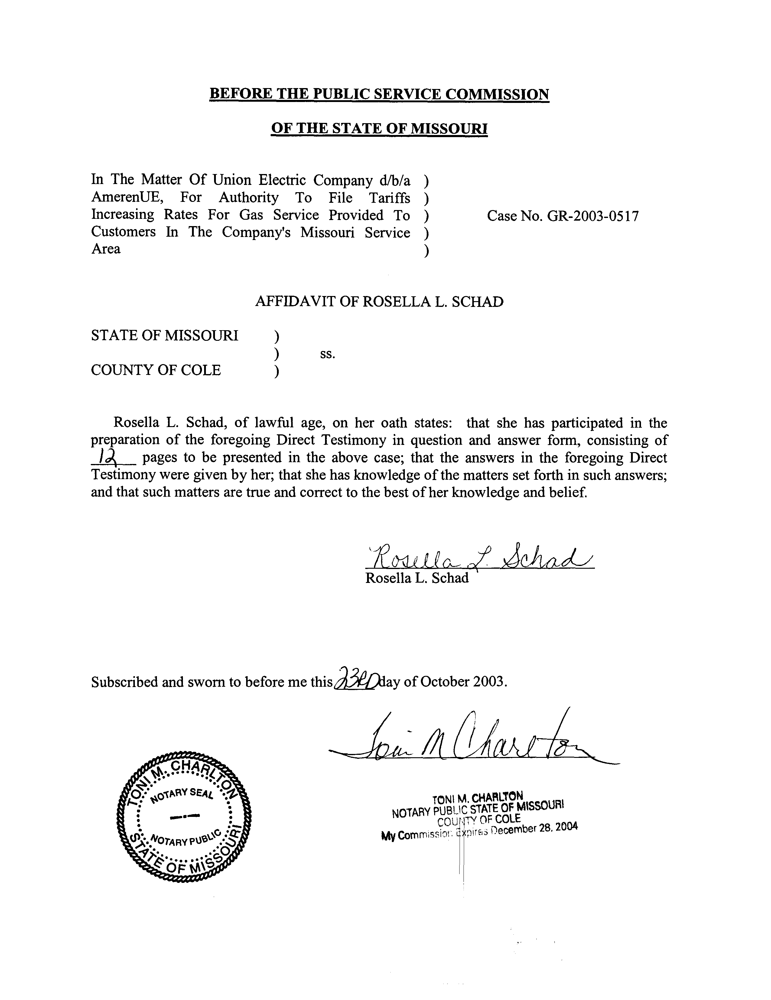 BEFORE THE PUBLIC SERVICE COMMISSION
OF THE STATE OF MISSOURI
In The Matter Of Union Electric Company d/b/a )
AmerenUE, For Authority To File Tariffs )
Increasing Rates For Gas Service Provided To ) Case No. GR-2003-0517
Customers In The Company's Missouri Service )
Area )
AFFIDAVIT OF ROSELLA L. SCHAD
STATE OF MISSOURI )
) ss.
COUNTY OF COLE )
Rosella L. Schad, of lawful age, on her oath states: that she has participated in the
preparation of the foregoing Direct Testimony in question and answer form, consisting of
12 pages to be presented in the above case; that the answers in the foregoing Direct
Testimony were given by her; that she has knowledge of the matters set forth in such answers;
and that such matters are true and correct to the best of her knowledge and belief.
Rosella L. Schad
Rosella L. Schad
Subscribed and sworn to before me this 23RD day of October 2003.
Toni M Charlton
TONI M. CHARLTON
NOTARY SEAL
NOTARY PUBLIC
STATE OF MISSOURI
TONI M. CHARLTON
NOTARY PUBLIC STATE OF MISSOURI
COUNTY OF COLE
My Commission Expires December 28, 2004